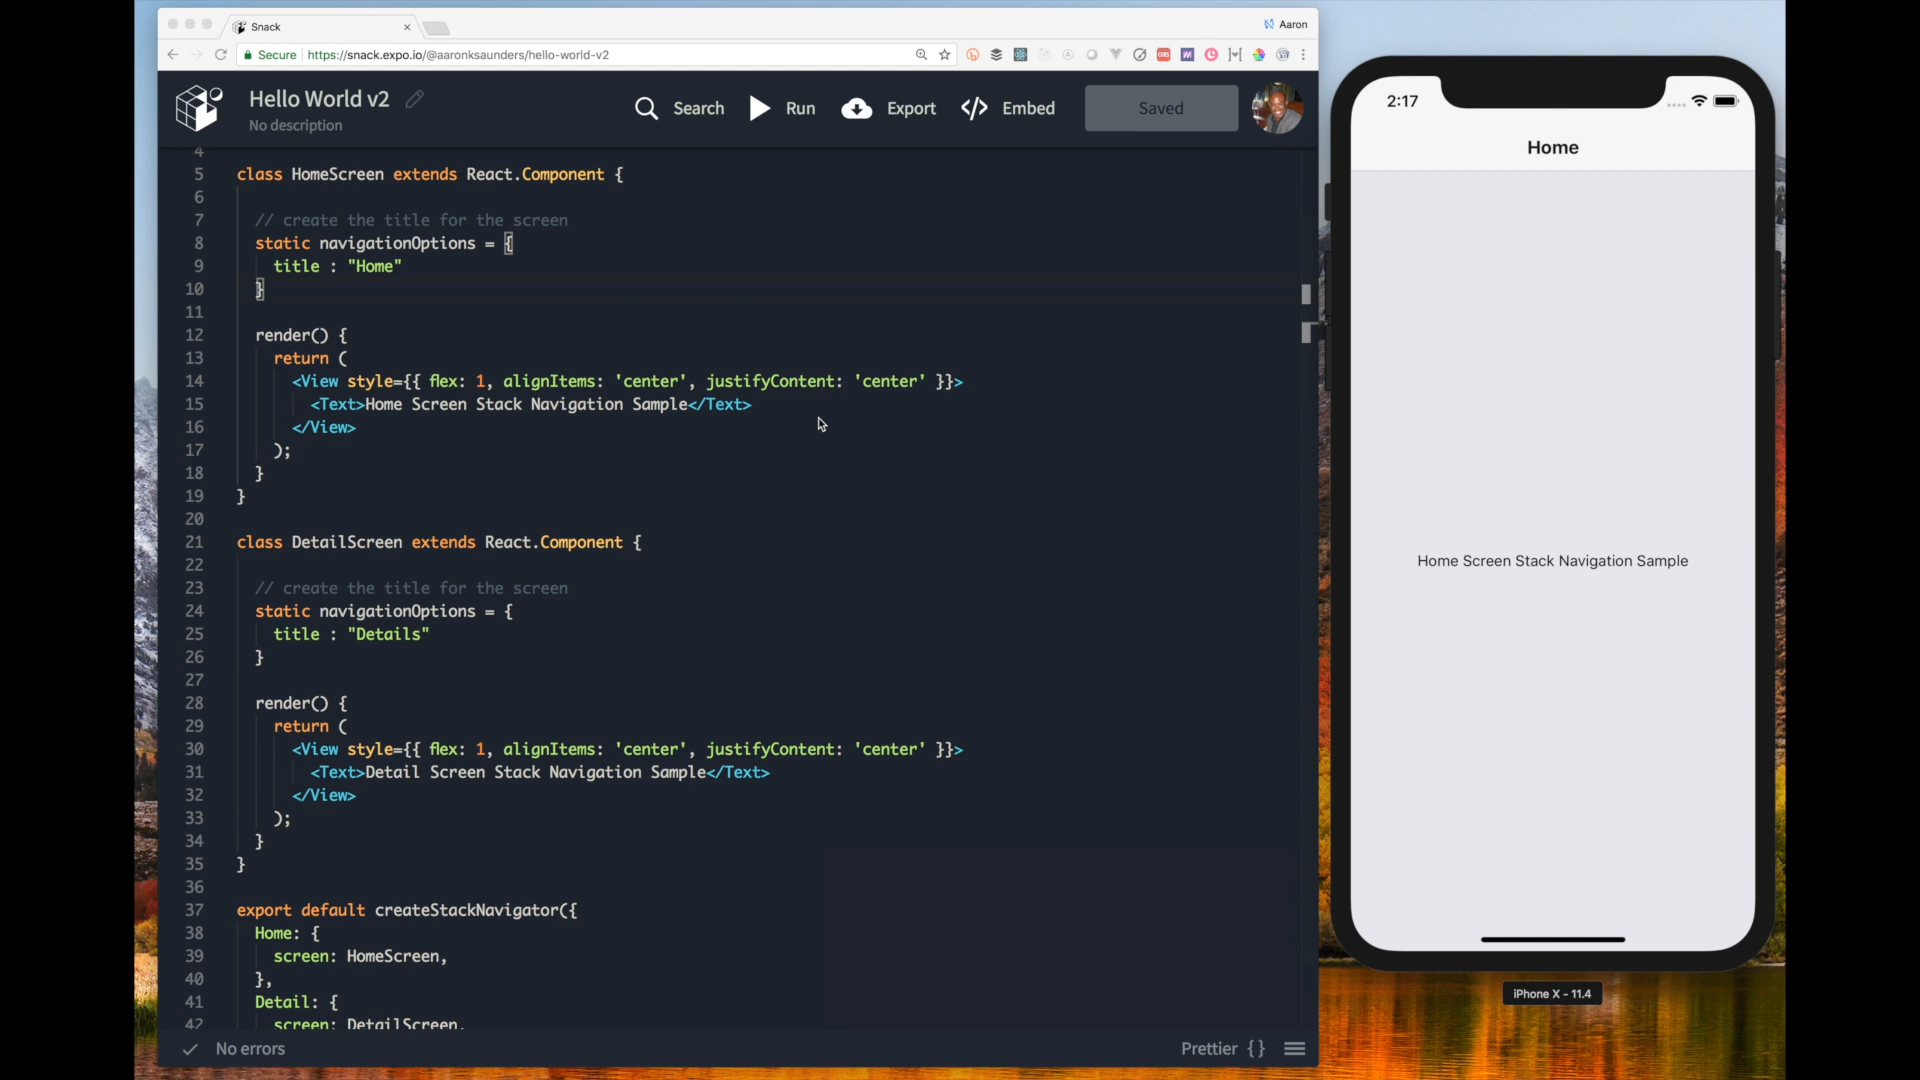 Snack
Aaron
Secure https://snack.expo.io/@aaronksaunders/hello-world-v2
Hello World v2
No description
Search
Run
Export
Embed
Saved
4
5 class HomeScreen extends React.Component {
6
7 // create the title for the screen
8 static navigationOptions = {
9 title : "Home"
10 }
11
12 render() {
13 return (
14 <View style={{ flex: 1, alignItems: 'center', justifyContent: 'center' }}>
15 <Text>Home Screen Stack Navigation Sample</Text>
16 </View>
17 );
18 }
19 }
20
21 class DetailScreen extends React.Component {
22
23 // create the title for the screen
24 static navigationOptions = {
25 title : "Details"
26 }
27
28 render() {
29 return (
30 <View style={{ flex: 1, alignItems: 'center', justifyContent: 'center' }}>
31 <Text>Detail Screen Stack Navigation Sample</Text>
32 </View>
33 );
34 }
35 }
36
37 export default createStackNavigator({
38 Home: {
39 screen: HomeScreen,
40 },
41 Detail: {
42 screen: DetailScreen,
No errors
Prettier {}
2:17
Home
Home Screen Stack Navigation Sample
iPhone X - 11.4